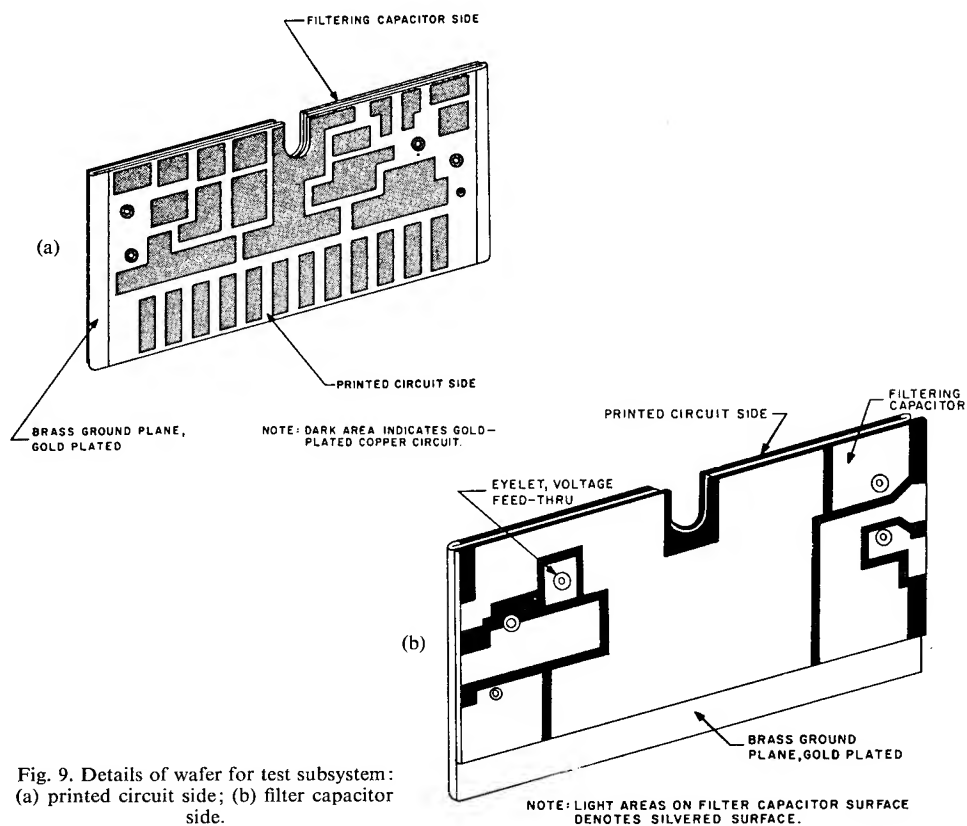 FILTERING CAPACITOR SIDE
(a)
PRINTED CIRCUIT SIDE
BRASS GROUND PLANE,
GOLD PLATED
NOTE: DARK AREA INDICATES GOLD-
PLATED COPPER CIRCUIT.
FILTERING
CAPACITOR
PRINTED CIRCUIT SIDE
EYELET, VOLTAGE
FEED-THRU
(b)
BRASS GROUND
PLANE, GOLD PLATED
Fig. 9. Details of wafer for test subsystem:
(a) printed circuit side; (b) filter capacitor
side.
NOTE: LIGHT AREAS ON FILTER CAPACITOR SURFACE
DENOTES SILVERED SURFACE.